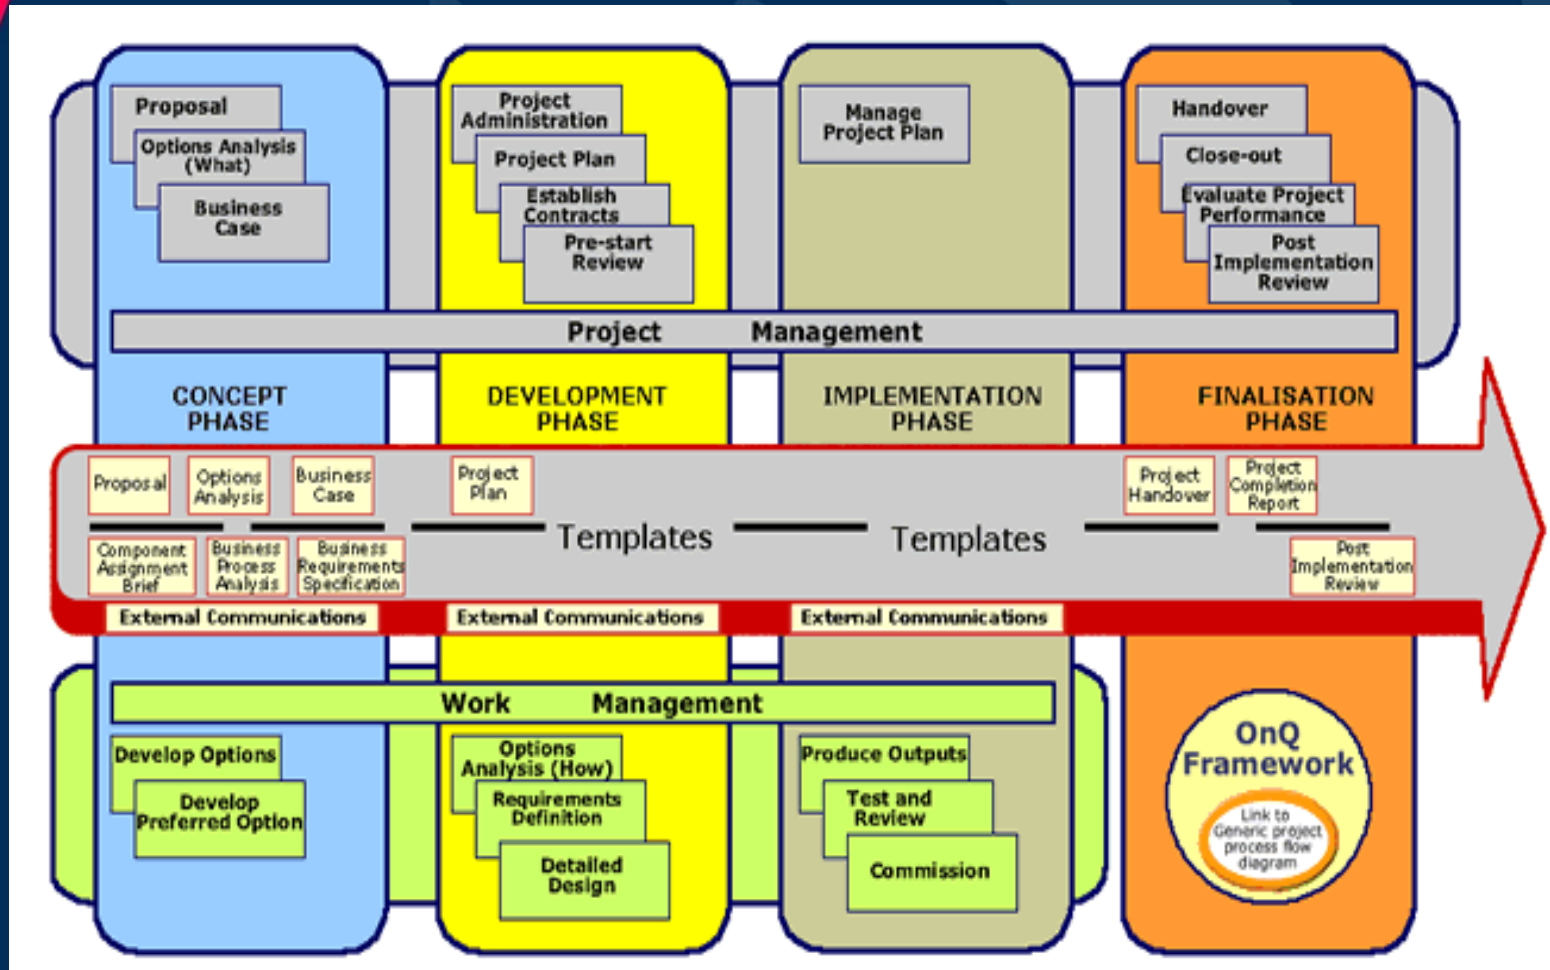 Proposal
Options Analysis
(What)
Business
Case
Project
Administration
Project Plan
Establish
Contracts
Pre-start
Review
Manage
Project Plan
Handover
Close-out
Evaluate Project
Performance
Post
Implementation
Review
Project Management
CONCEPT
PHASE
DEVELOPMENT
PHASE
IMPLEMENTATION
PHASE
FINALISATION
PHASE
Proposal
Options
Analysis
Business
Case
Project
Plan
Project
Handover
Project
Completion
Report
Templates
Templates
Component
Assignment
Brief
Business
Process
Analysis
Business
Requirements
Specification
Post
Implementation
Review
External Communications
External Communications
External Communications
Work Management
Develop Options
Develop
Preferred Option
Options
Analysis (How)
Requirements
Definition
Detailed
Design
Produce Outputs
Test and
Review
Commission
OnQ
Framework
Link to
Generic project
process flow
diagram